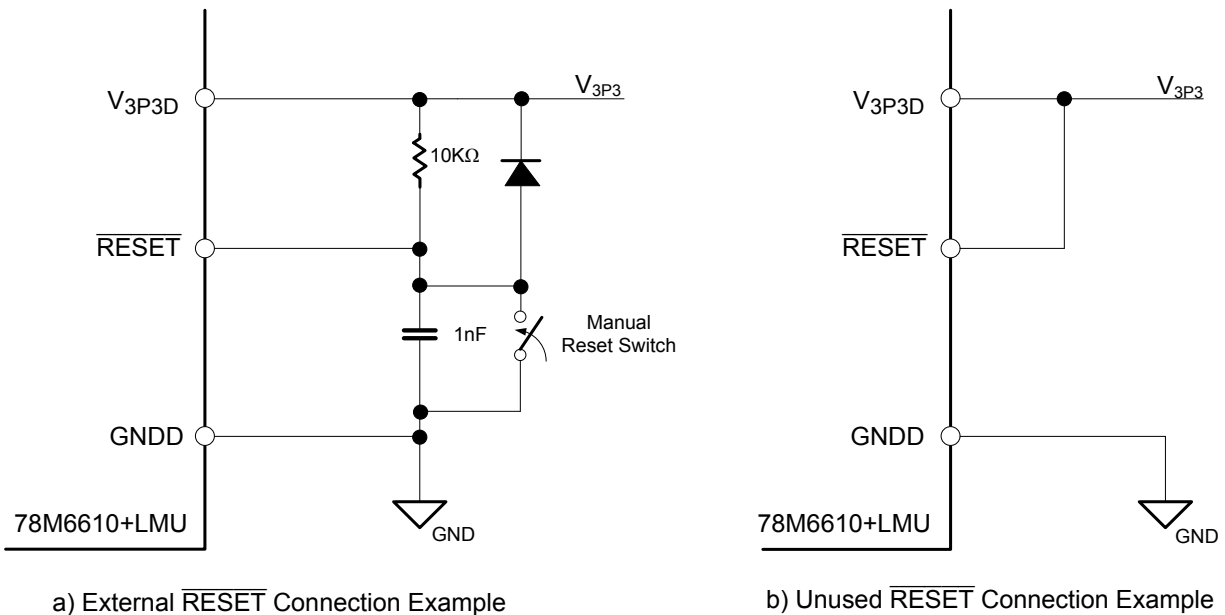 V3P3D
V3P3
10KΩ
RESET
1nF
Manual
Reset Switch
GNDD
78M6610+LMU
GND
a) External RESET Connection Example
V3P3D
V3P3
RESET
GNDD
78M6610+LMU
GND
b) Unused RESET Connection Example